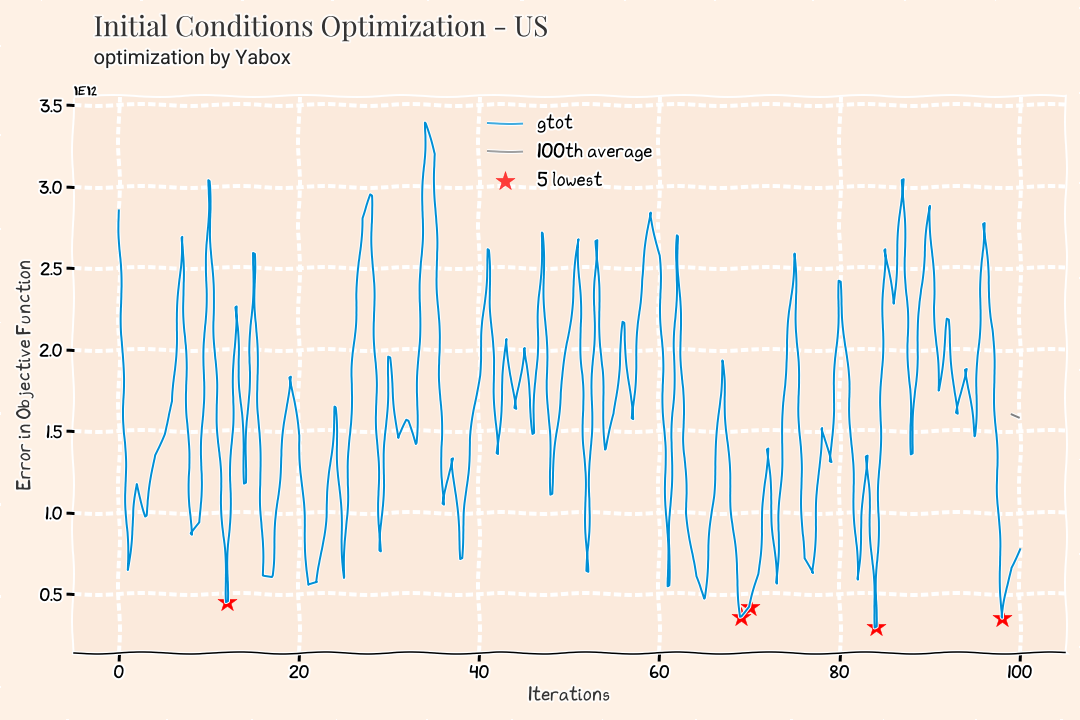 Initial Conditions Optimization - US
optimization by Yabox
1E12
3.5
3.0
2.5
2.0
1.5
1.0
0.5
Error in Objective Function
gtot
100th average
5 lowest
0 20 40 60 80 100
Iterations